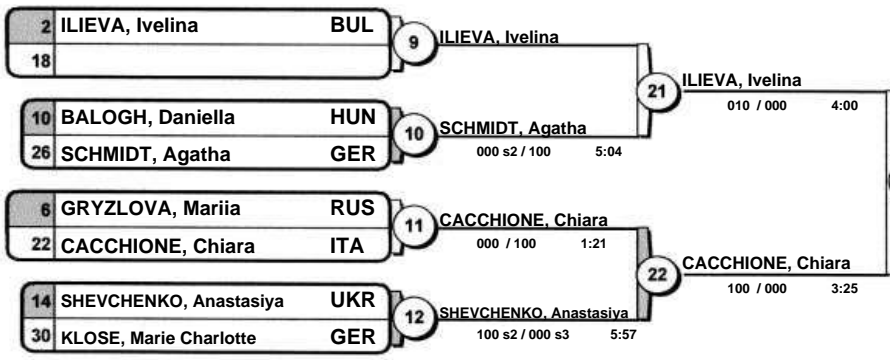 2 ILIEVA, Ivelina BUL
18
9
ILIEVA, Ivelina
10 BALOGH, Daniella HUN
26 SCHMIDT, Agatha GER
10
SCHMIDT, Agatha
000 s2 / 100 5:04
21
ILIEVA, Ivelina
010 / 000 4:00
6 GRYZLOVA, Mariia RUS
22 CACCHIONE, Chiara ITA
11
CACCHIONE, Chiara
000 / 100 1:21
14 SHEVCHENKO, Anastasiya UKR
30 KLOSE, Marie Charlotte GER
12
SHEVCHENKO, Anastasiya
100 s2 / 000 s3 5:57
22
CACCHIONE, Chiara
100 / 000 3:25